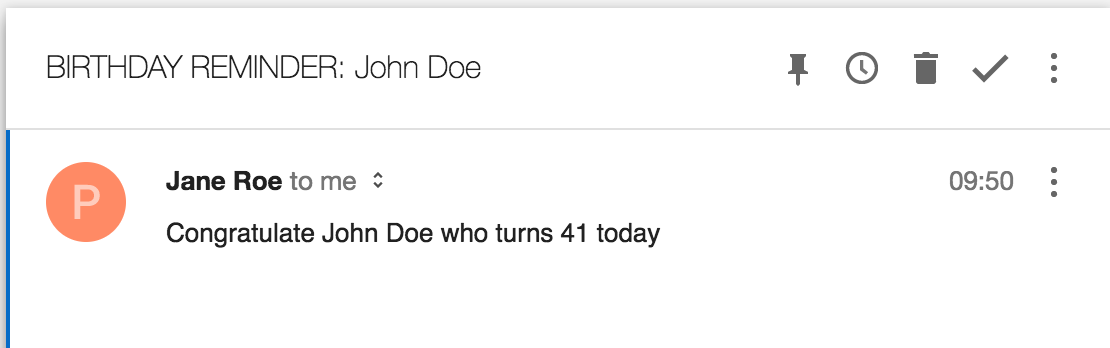 BIRTHDAY REMINDER: John Doe
P
Jane Roe to me
09:50
Congratulate John Doe who turns 41 today